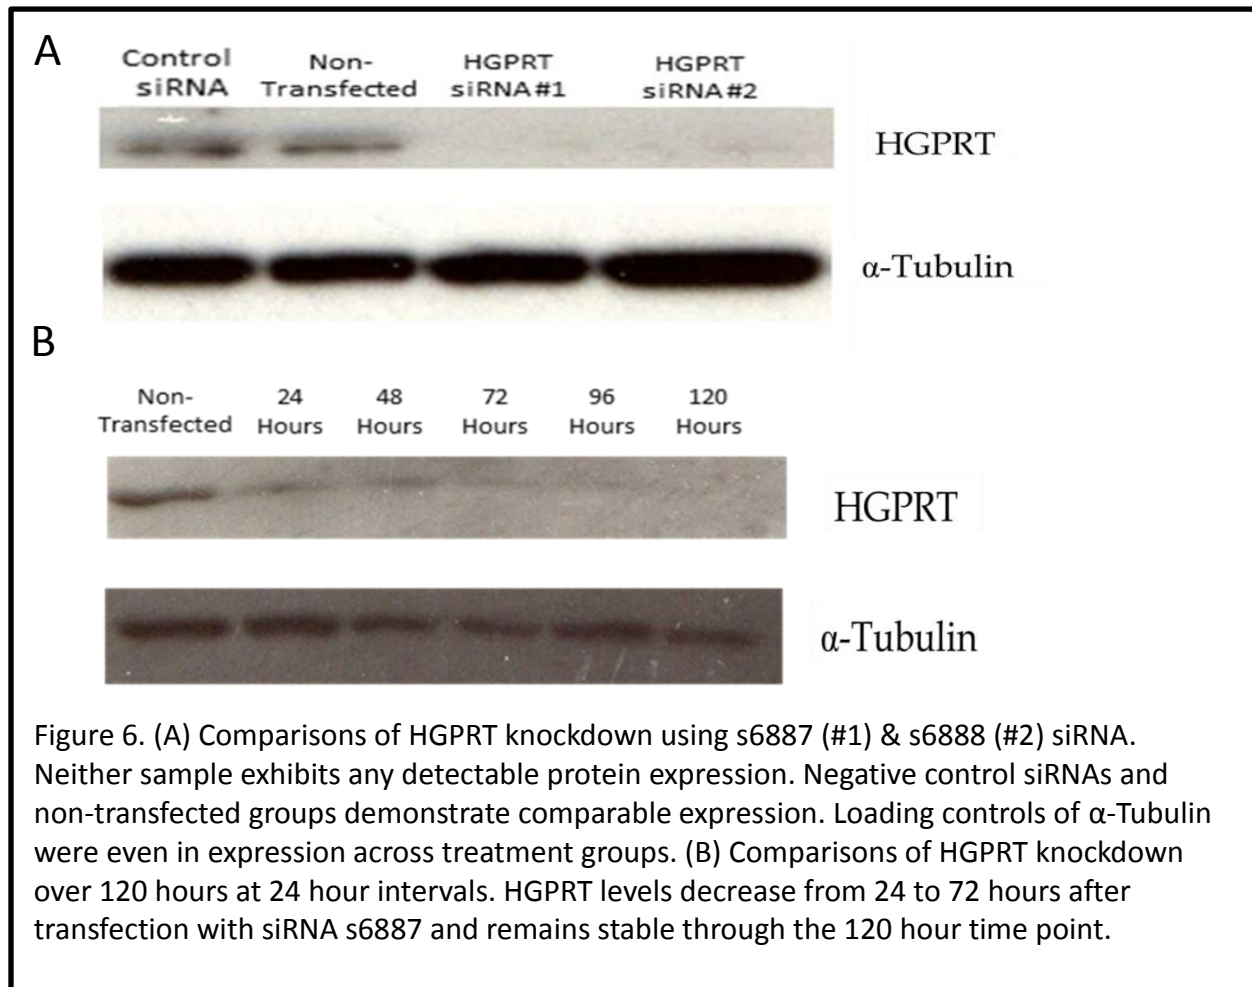 A
Control siRNA
Non-Transfected
HGPRT siRNA#1
HGPRT siRNA#2
HGPRT
α-Tubulin
B
Non-Transfected
24 Hours
48 Hours
72 Hours
96 Hours
120 Hours
HGPRT
α-Tubulin
Figure 6. (A) Comparisons of HGPRT knockdown using s6887 (#1) & s6888 (#2) siRNA.
Neither sample exhibits any detectable protein expression. Negative control siRNAs and
non-transfected groups demonstrate comparable expression. Loading controls of α-Tubulin
were even in expression across treatment groups. (B) Comparisons of HGPRT knockdown
over 120 hours at 24 hour intervals. HGPRT levels decrease from 24 to 72 hours after
transfection with siRNA s6887 and remains stable through the 120 hour time point.